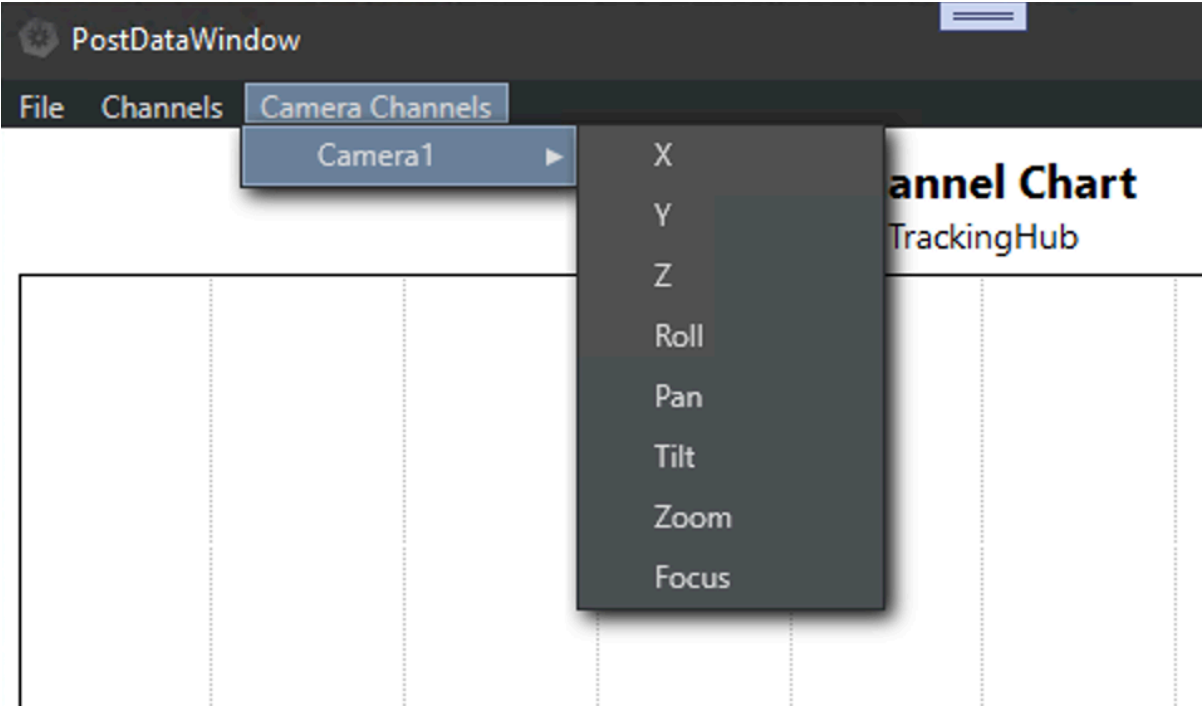 PostDataWindow
File Channels Camera Channels
Camera1
X
Y
Z
Roll
Pan
Tilt
Zoom
Focus
annel Chart
TrackingHub